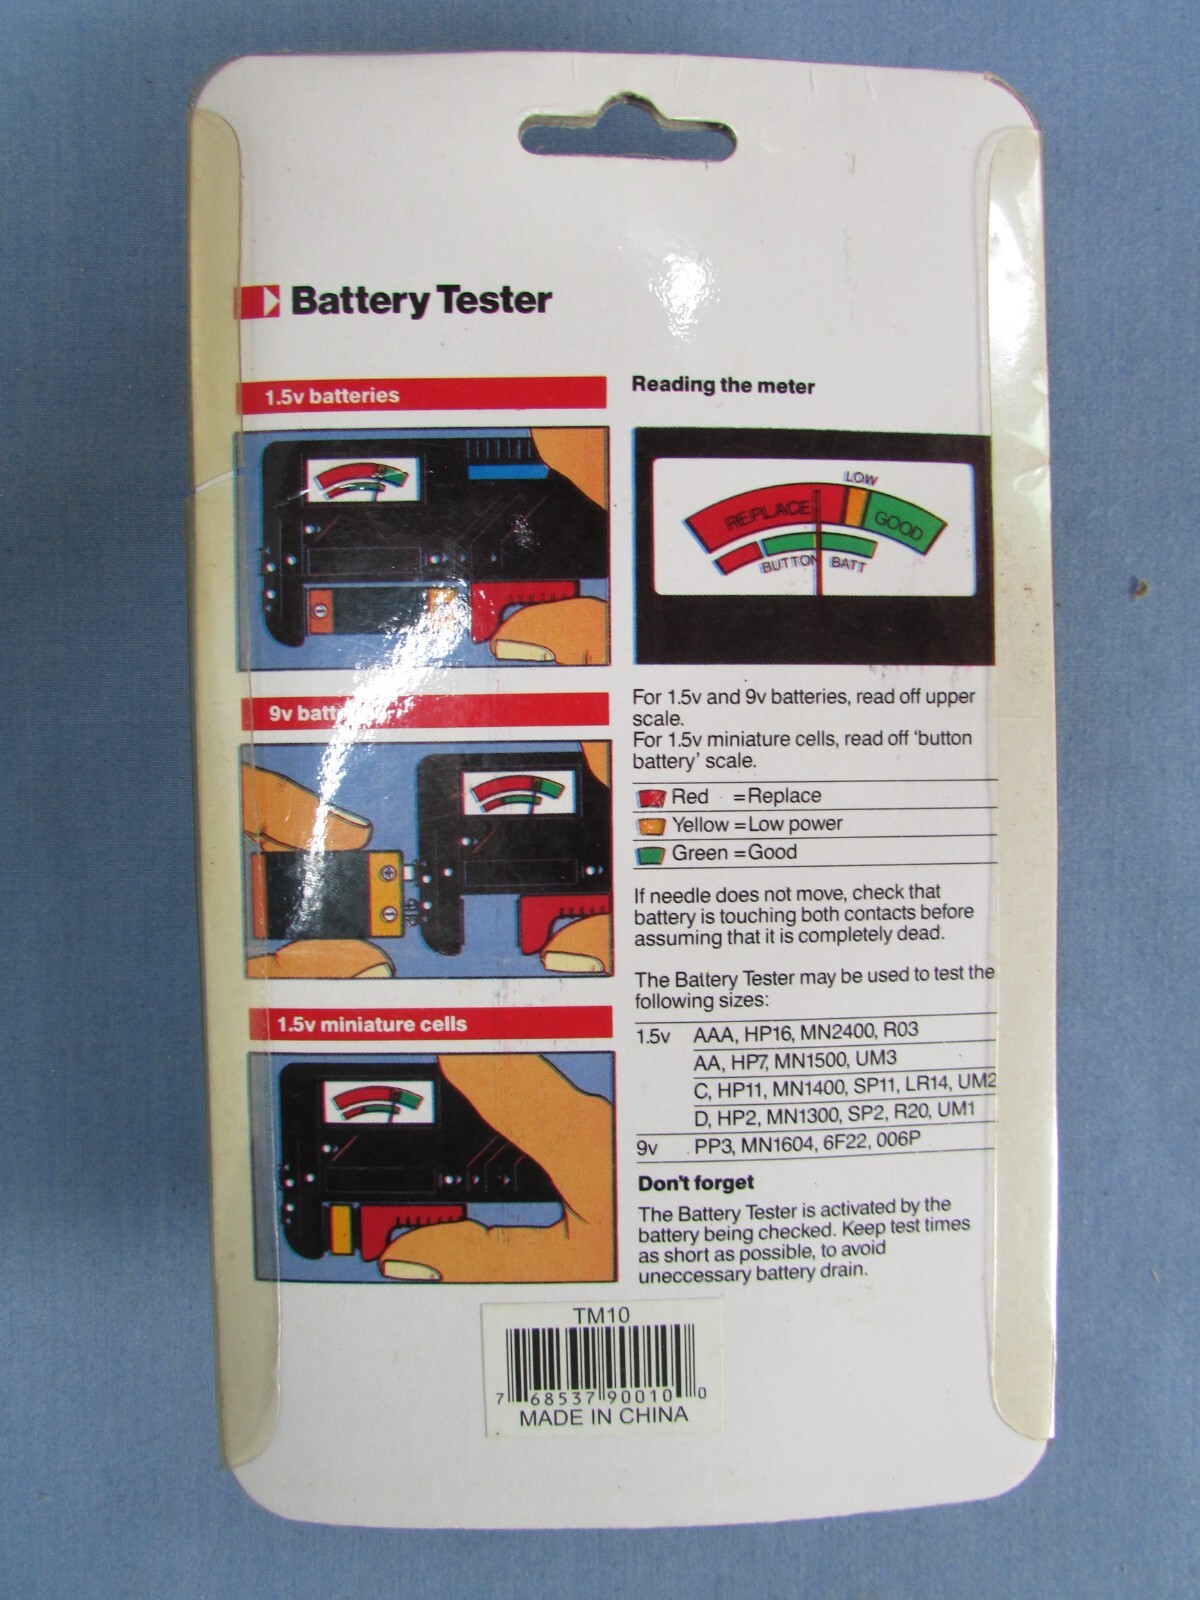 Battery Tester
1.5v batteries
9v batt
1.5v miniature cells
Reading the meter
LOW
REPLACE
GOOD
BUTTON BATT
For 1.5v and 9v batteries, read off upper
scale.
For 1.5v miniature cells, read off 'button
battery' scale.
Red =Replace
Yellow =Low power
Green =Good
If needle does not move, check that
battery is touching both contacts before
assuming that it is completely dead.
The Battery Tester may be used to test the
following sizes:
1.5v AAA, HP16, MN2400, R03
AA, HP7, MN1500, UM3
C, HP11, MN1400, SP11, LR14, UM2
D, HP2, MN1300, SP2, R20, UM1
9v PP3, MN1604, 6F22, 006P
Don't forget
The Battery Tester is activated by the
battery being checked. Keep test times
as short as possible, to avoid
uneccessary battery drain.
TM10
7 68537 90010 0
MADE IN CHINA